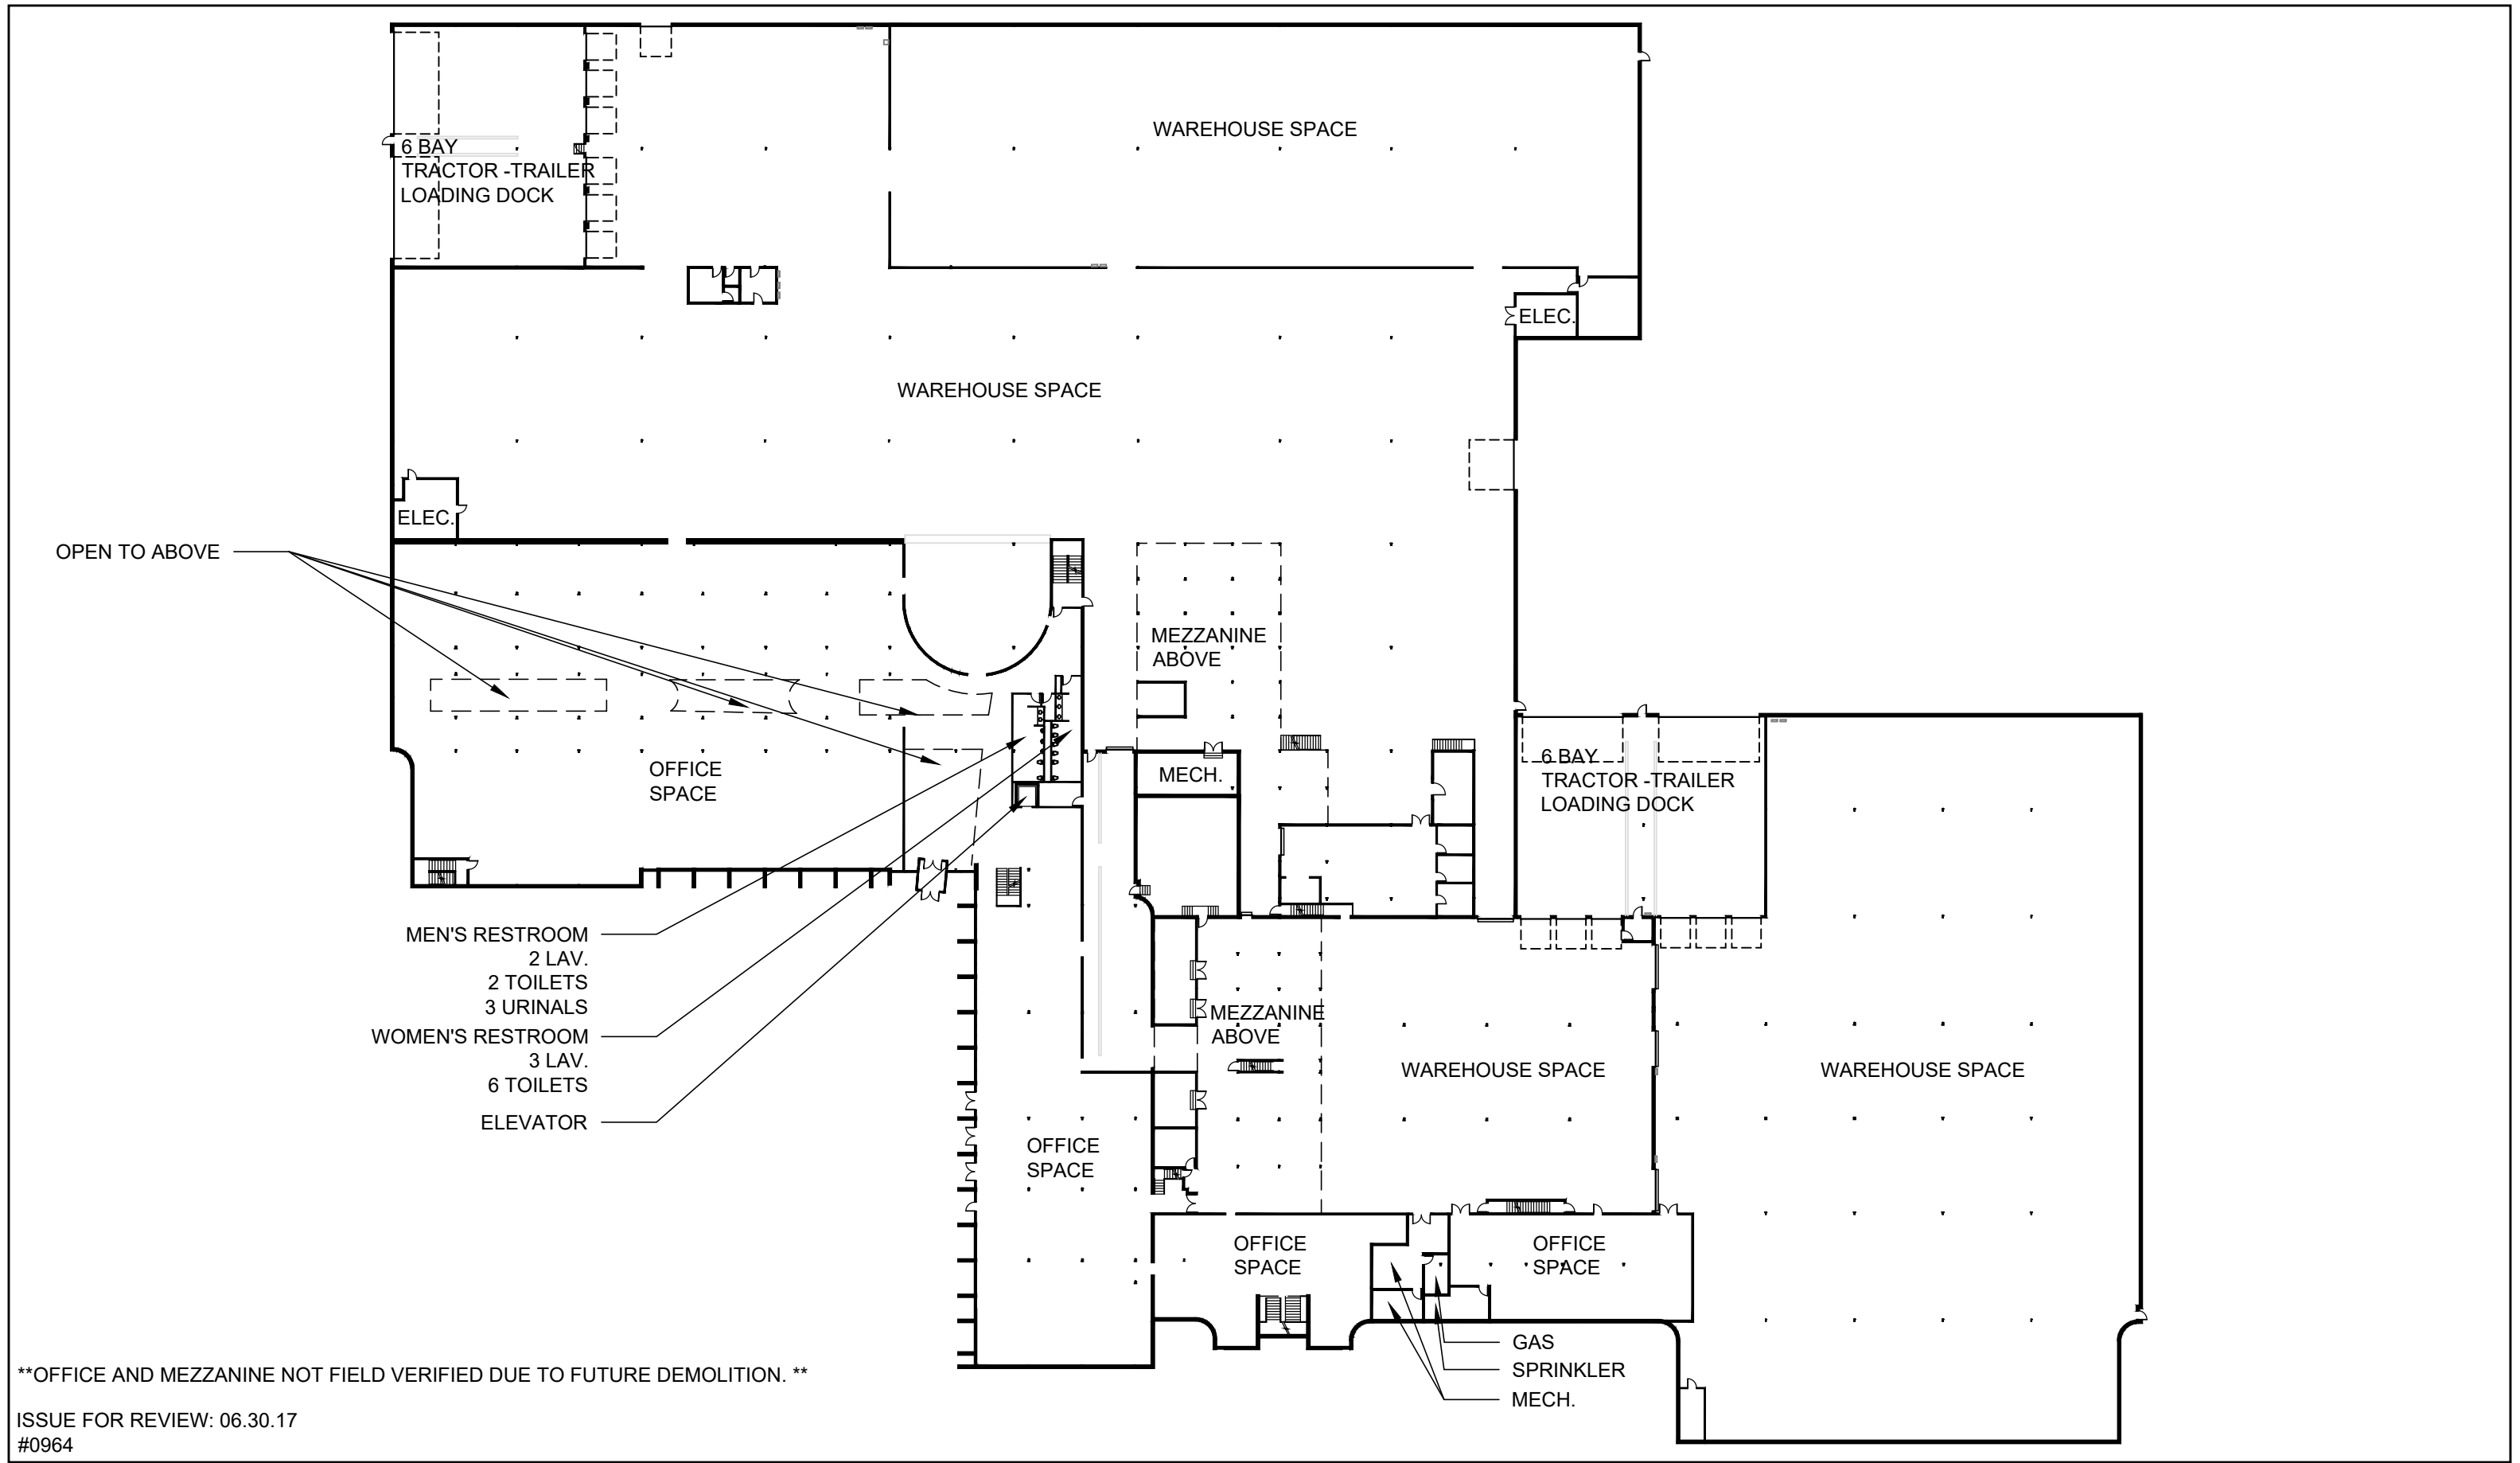 WAREHOUSE SPACE
6 BAY
TRACTOR -TRAILER
LOADING DOCK
ELEC.
WAREHOUSE SPACE
ELEC.
OPEN TO ABOVE
MEZZANINE
ABOVE
OFFICE
SPACE
MECH.
6 BAY
TRACTOR -TRAILER
LOADING DOCK
MEN'S RESTROOM
2 LAV.
2 TOILETS
3 URINALS
WOMEN'S RESTROOM
3 LAV.
6 TOILETS
ELEVATOR
MEZZANINE
ABOVE
WAREHOUSE SPACE
WAREHOUSE SPACE
OFFICE
SPACE
OFFICE
SPACE
OFFICE
SPACE
GAS
SPRINKLER
MECH.
**OFFICE AND MEZZANINE NOT FIELD VERIFIED DUE TO FUTURE DEMOLITION. **
ISSUE FOR REVIEW: 06.30.17
#0964